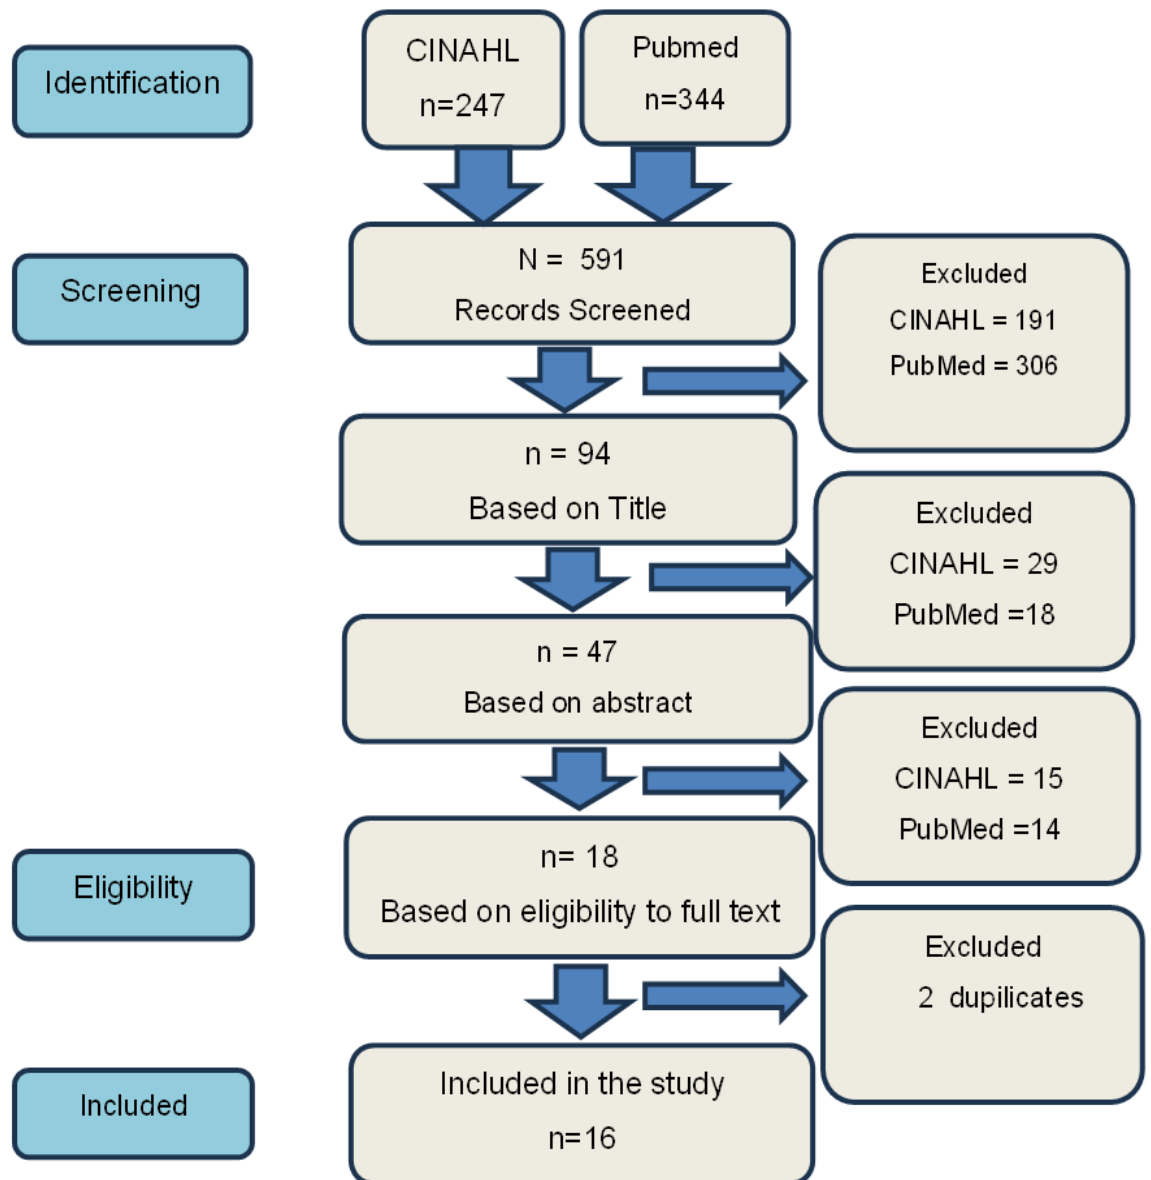 Identification
CINAHL
n=247
Pubmed
n=344
Screening
N =  591
Records Screened
Excluded
CINAHL = 191
PubMed = 306
n = 94
Based on Title
Excluded
CINAHL = 29
PubMed =18
n = 47
Based on abstract
Excluded
CINAHL = 15
PubMed =14
Eligibility
n= 18
Based on eligibility to full text
Excluded
2  dupilicates
Included
Included in the study
n=16